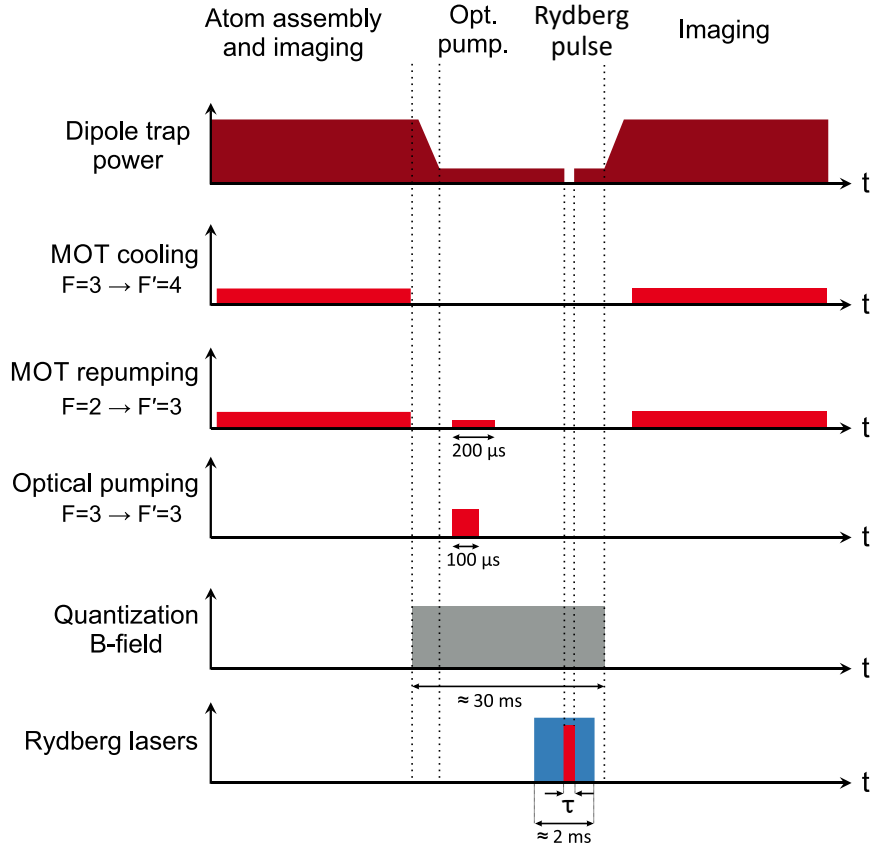 Atom assembly
and imaging
Opt.
pump.
Rydberg
pulse
Imaging
Dipole trap
power
t
MOT cooling
F=3 → F′=4
t
MOT repumping
F=2 → F′=3
200 µs
t
Optical pumping
F=3 → F′=3
100 µs
t
Quantization
B-field
t
≈ 30 ms
Rydberg lasers
t
τ
≈ 2 ms